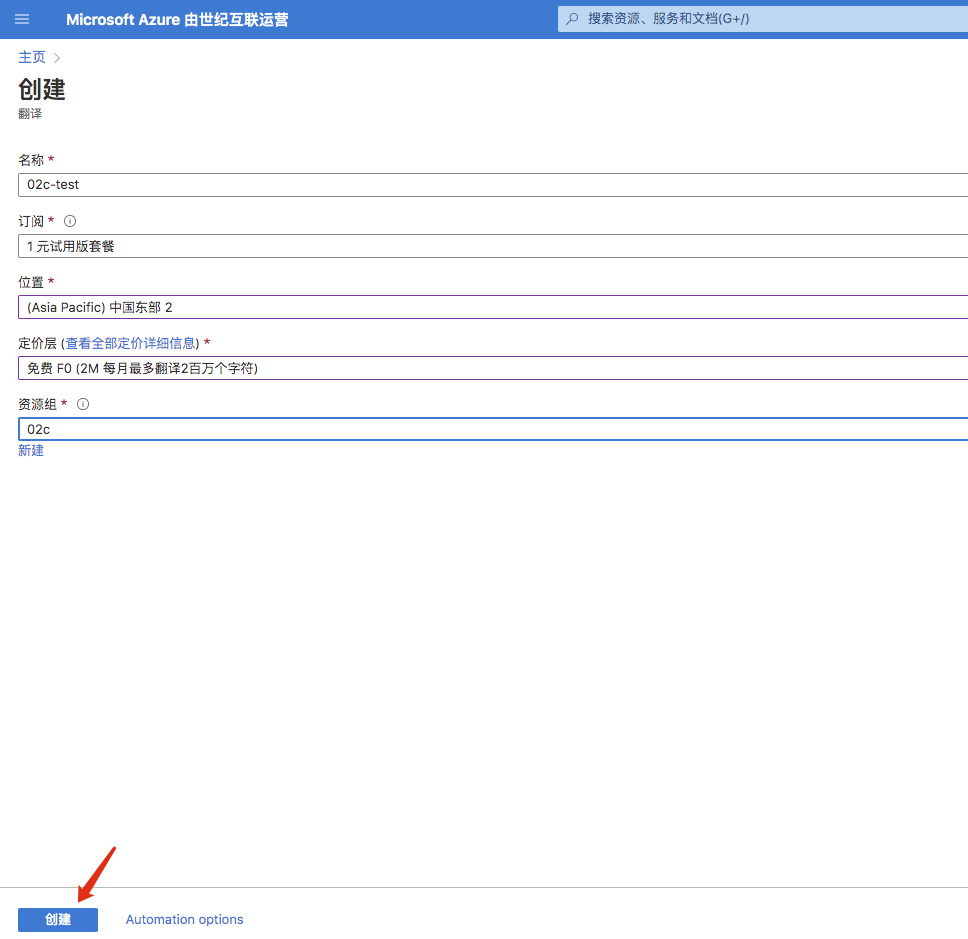 Microsoft Azure 由世纪互联运营
搜索资源、服务和文档(G+/)
主页
创建
翻译
名称 *
02c-test
订阅 *
1 元试用版套餐
位置 *
(Asia Pacific) 中国东部 2
定价层 (查看全部定价详细信息) *
免费 F0 (2M 每月最多翻译2百万个字符)
资源组 *
02c
新建
创建
Automation options